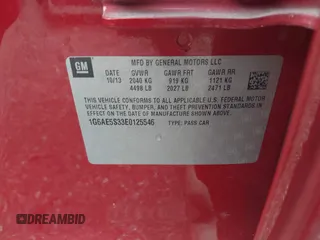 GM
MFD BY GENERAL MOTORS LLC
DATE GVWR GAWR FRT GAWR RR
10/13 2040 KG 919 KG 1121 KG
4498 LB 2027 LB 2471 LB
THIS VEHICLE CONFORMS TO ALL APPLICABLE U.S. FEDERAL MOTOR VEHICLE
SAFETY, BUMPER, AND THEFT PREVENTION STANDARDS IN EFFECT
ON THE DATE OF MANUFACTURE SHOWN ABOVE.
1G6AE5S33E0125546 TYPE: PASS CAR
DREAMBID